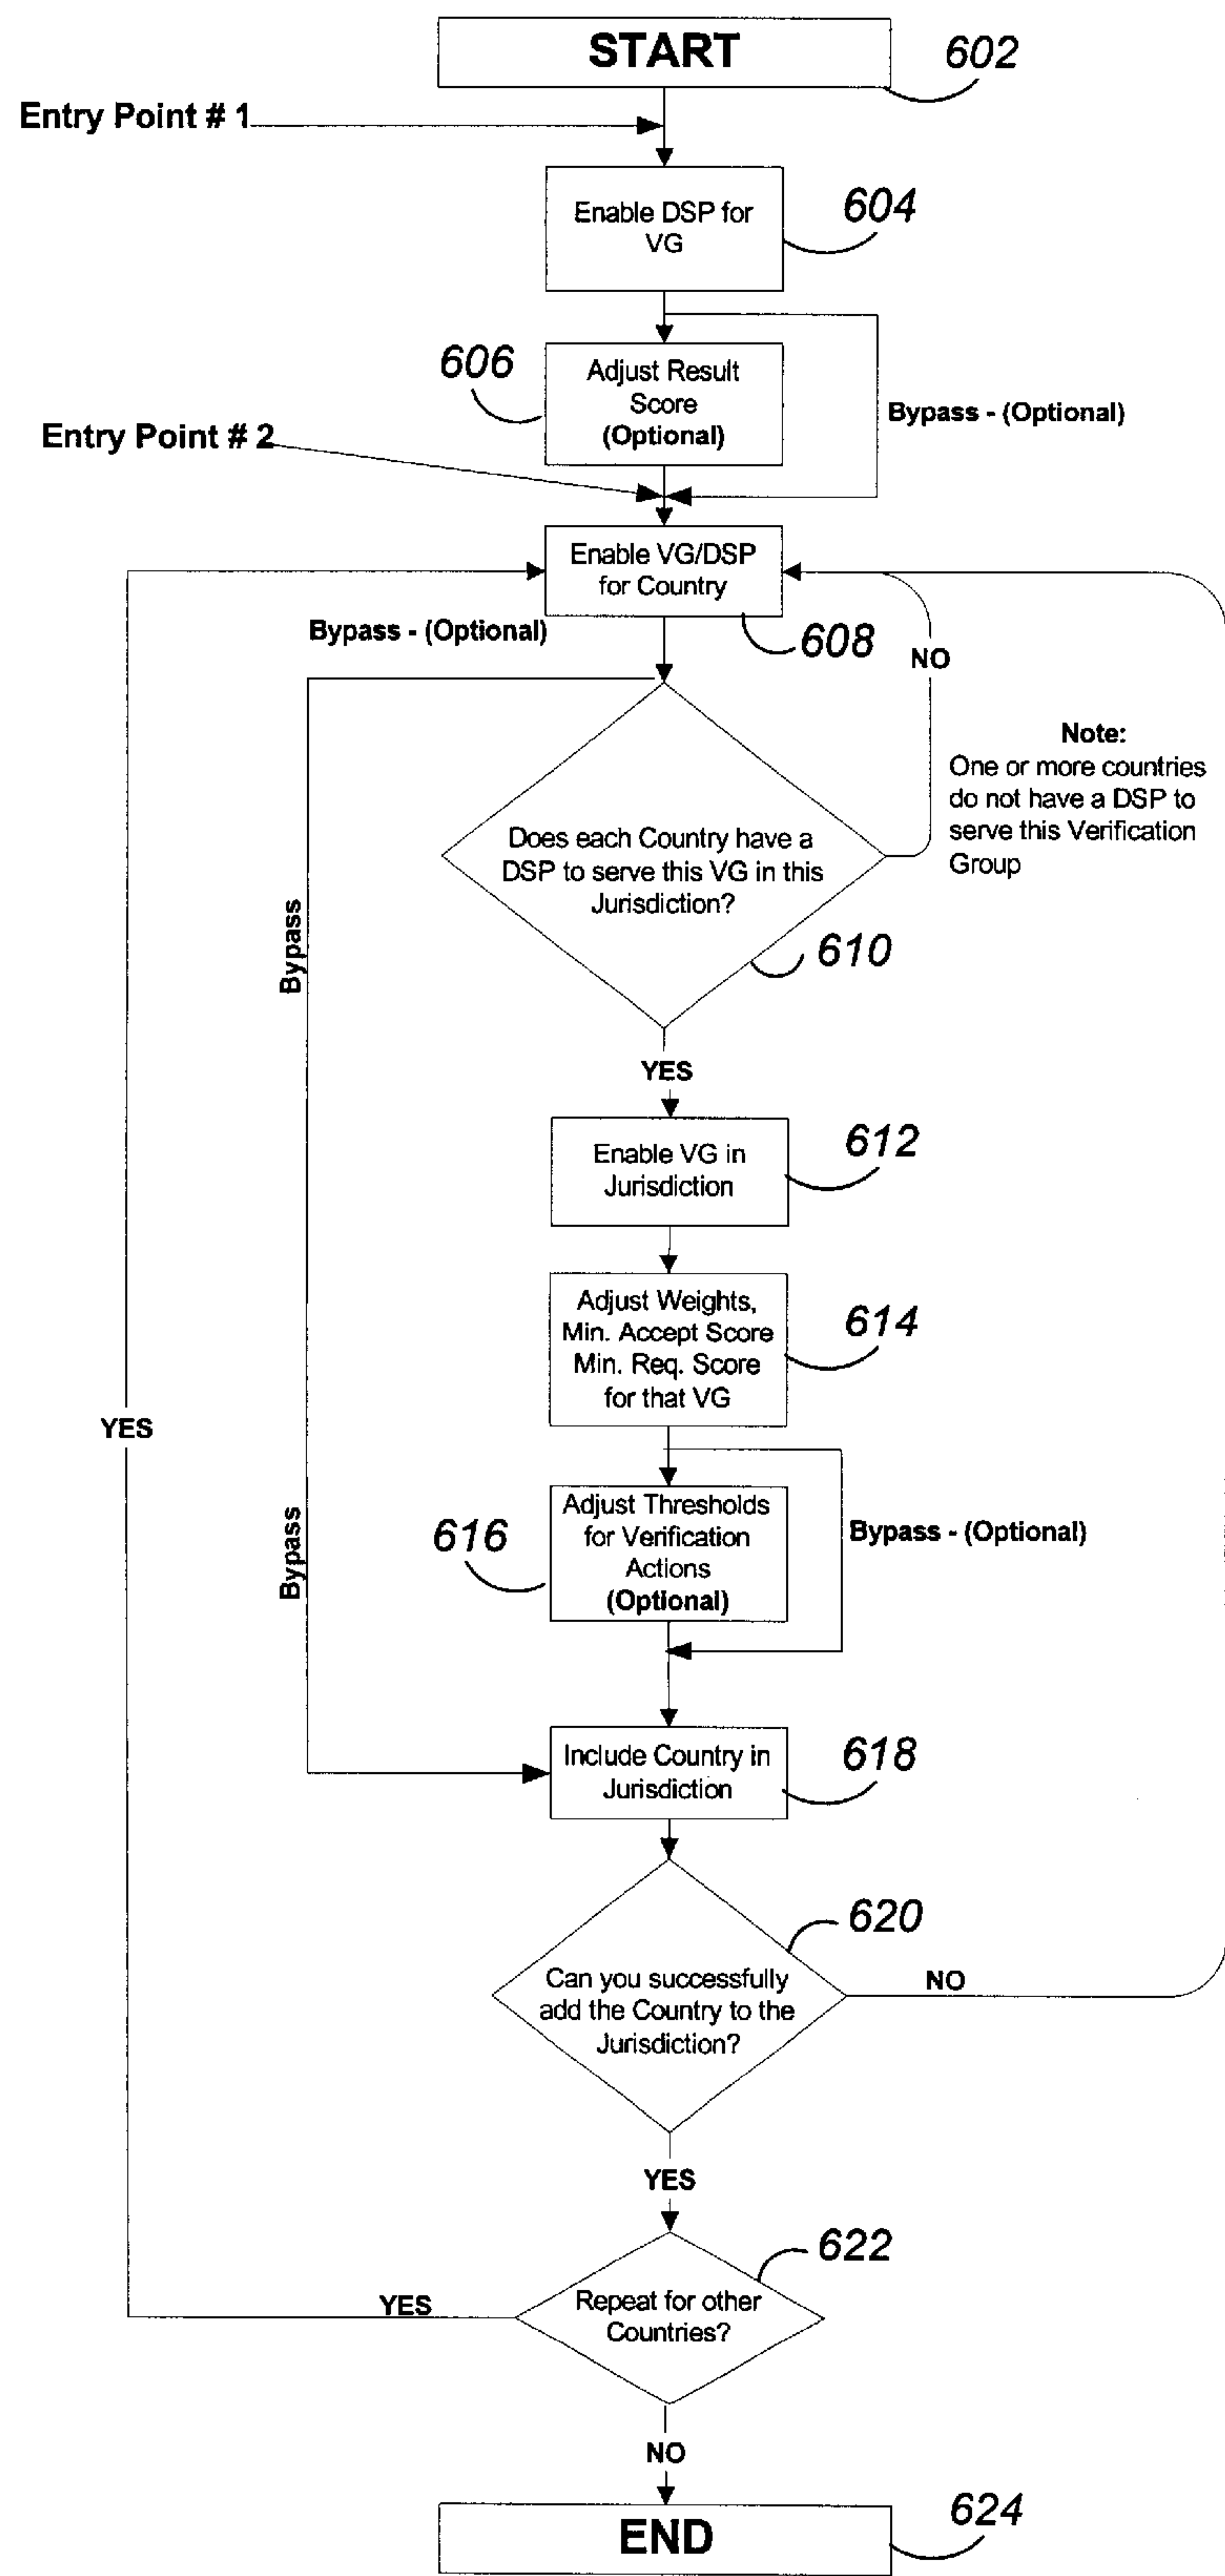 START
602
Entry Point # 1
Enable DSP for
VG
604
606
Adjust Result
Score
(Optional)
Bypass - (Optional)
Entry Point # 2
Enable VG/DSP
for Country
608
Bypass - (Optional)
NO
Note:
One or more countries
do not have a DSP to
serve this Verification
Group
Does each Country have a
DSP to serve this VG in this
Jurisdiction?
610
Bypass
YES
Enable VG in
Jurisdiction
612
Adjust Weights,
Min. Accept Score
Min. Req. Score
for that VG
614
YES
616
Adjust Thresholds
for Verification
Actions
(Optional)
Bypass - (Optional)
Bypass
Include Country in
Jurisdiction
618
620
Can you successfully
add the Country to the
Jurisdiction?
NO
YES
622
Repeat for other
Countries?
YES
NO
END
624